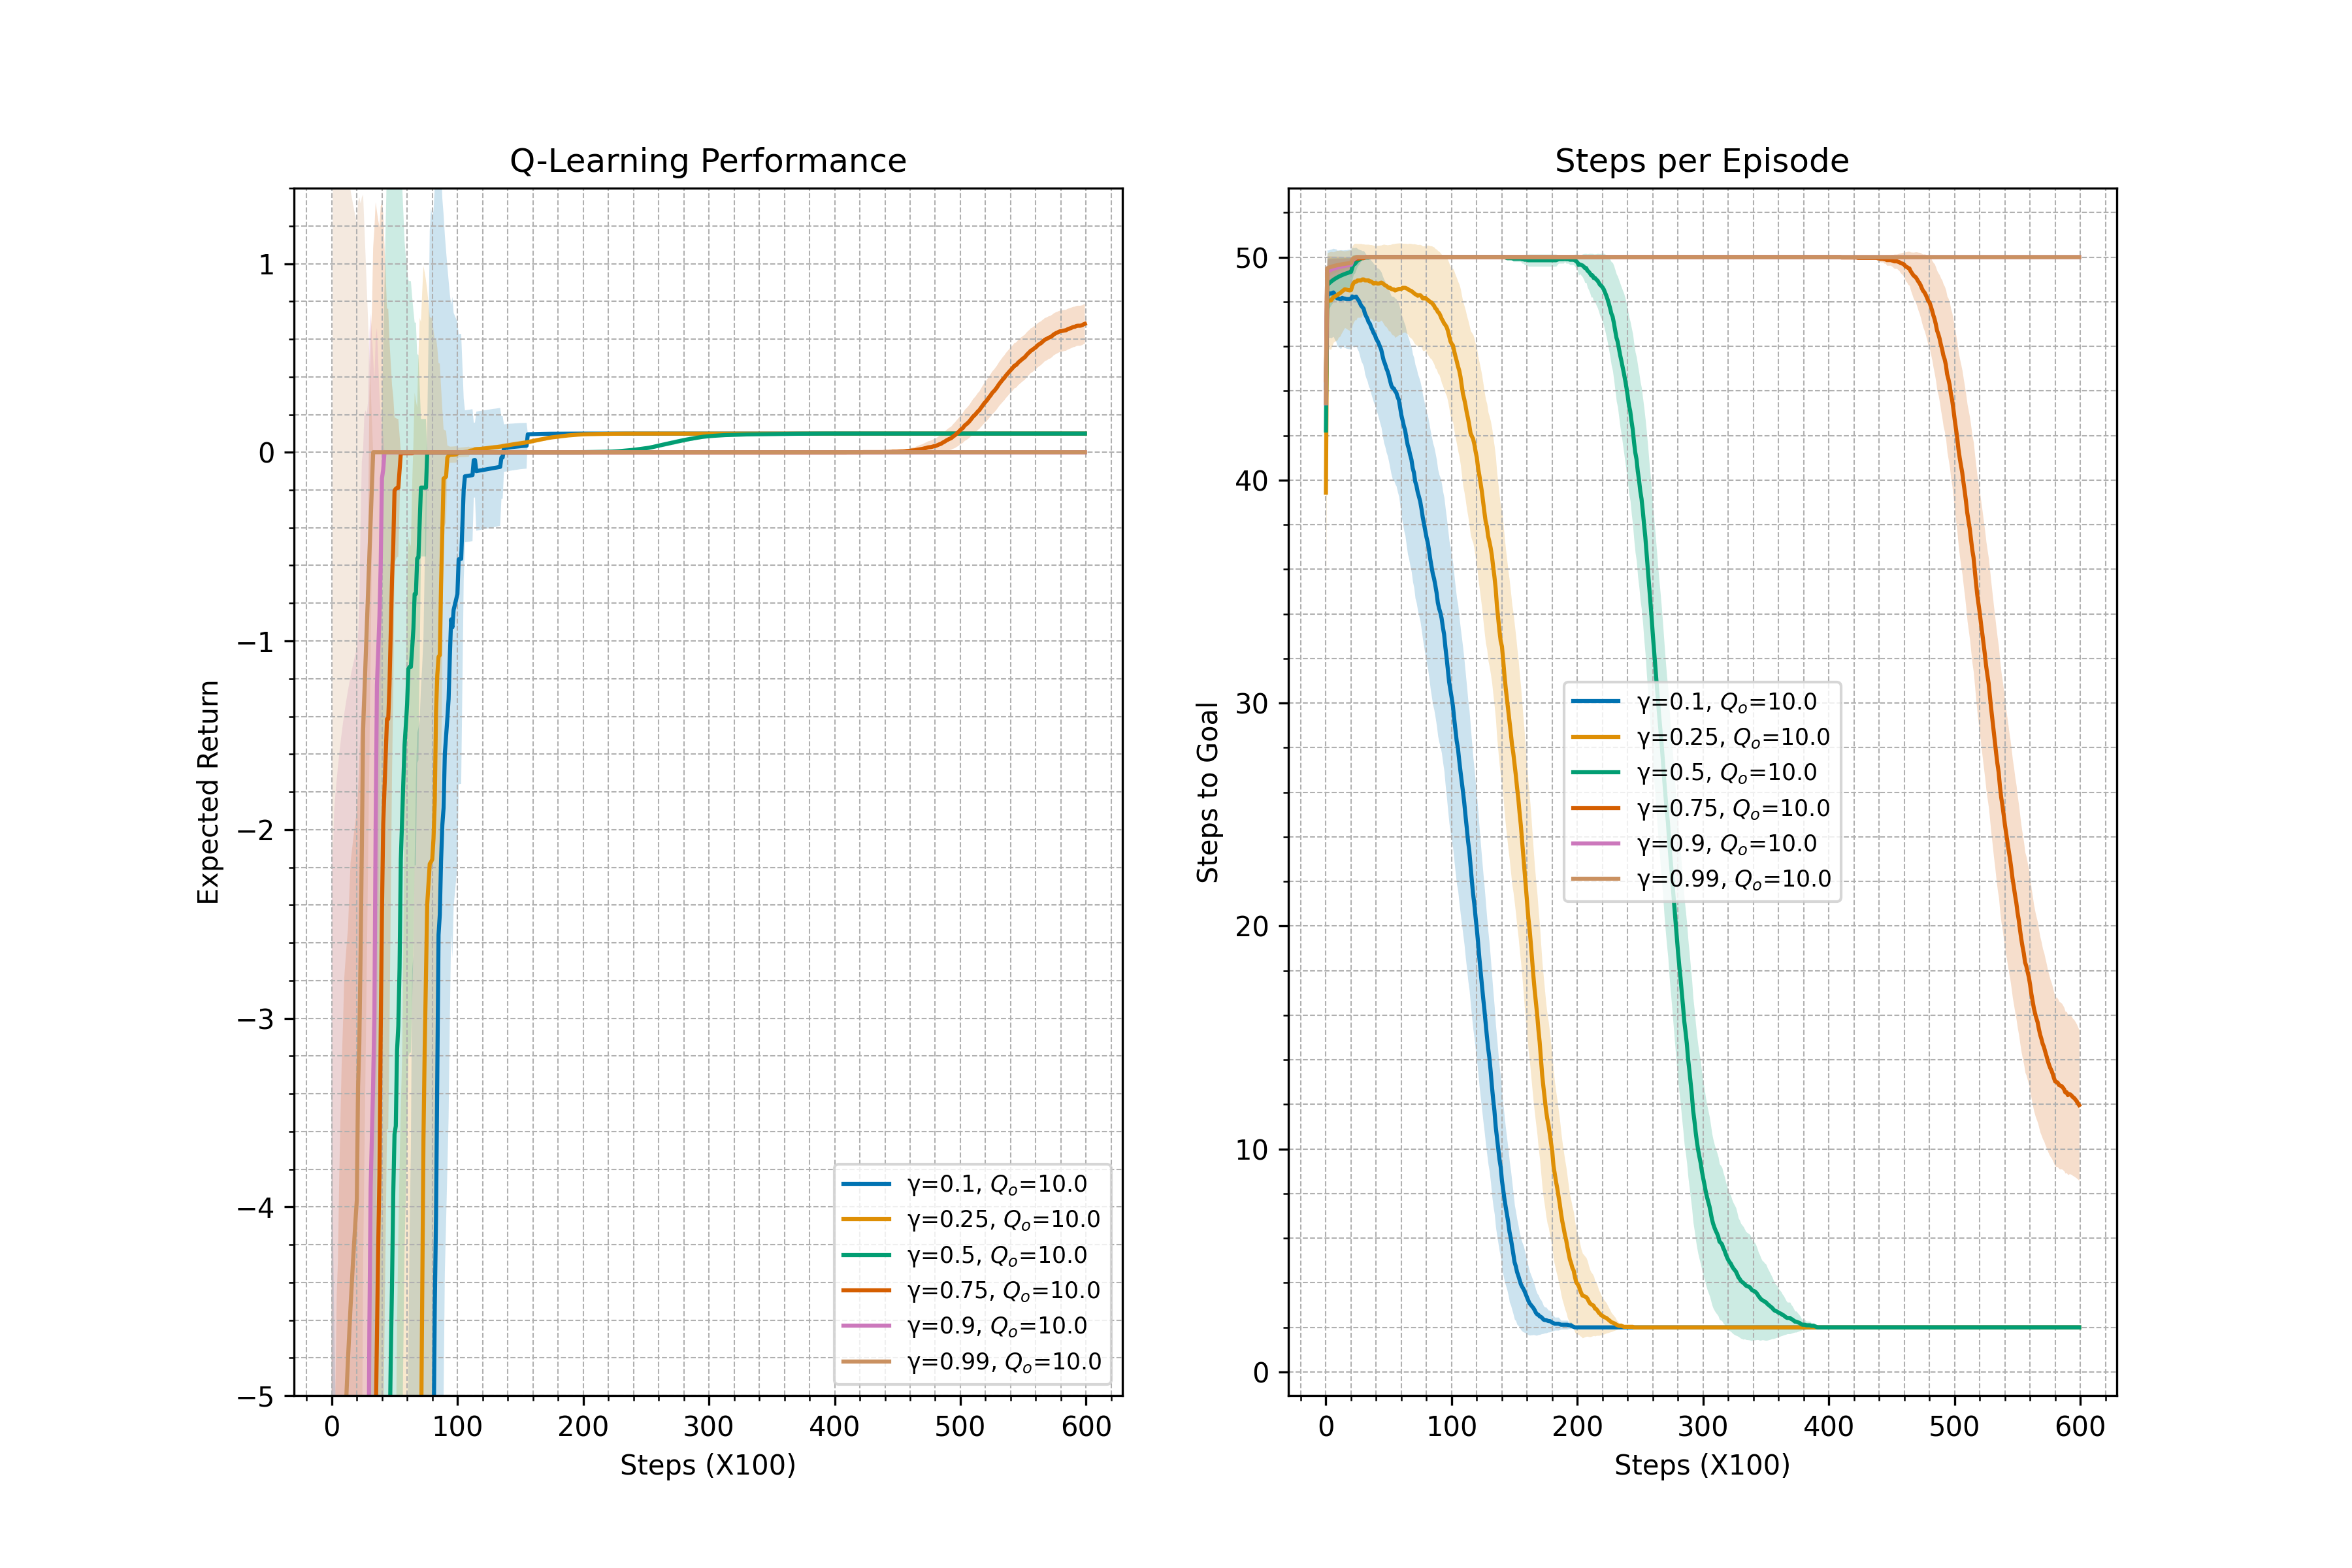 Q-Learning Performance
Expected Return
1
0
−1
−2
−3
−4
−5
γ=0.1, Qₒ=10.0
γ=0.25, Qₒ=10.0
γ=0.5, Qₒ=10.0
γ=0.75, Qₒ=10.0
γ=0.9, Qₒ=10.0
γ=0.99, Qₒ=10.0
0 100 200 300 400 500 600
Steps (X100)
Steps per Episode
Steps to Goal
50
40
30
20
10
0
γ=0.1, Qₒ=10.0
γ=0.25, Qₒ=10.0
γ=0.5, Qₒ=10.0
γ=0.75, Qₒ=10.0
γ=0.9, Qₒ=10.0
γ=0.99, Qₒ=10.0
0 100 200 300 400 500 600
Steps (X100)